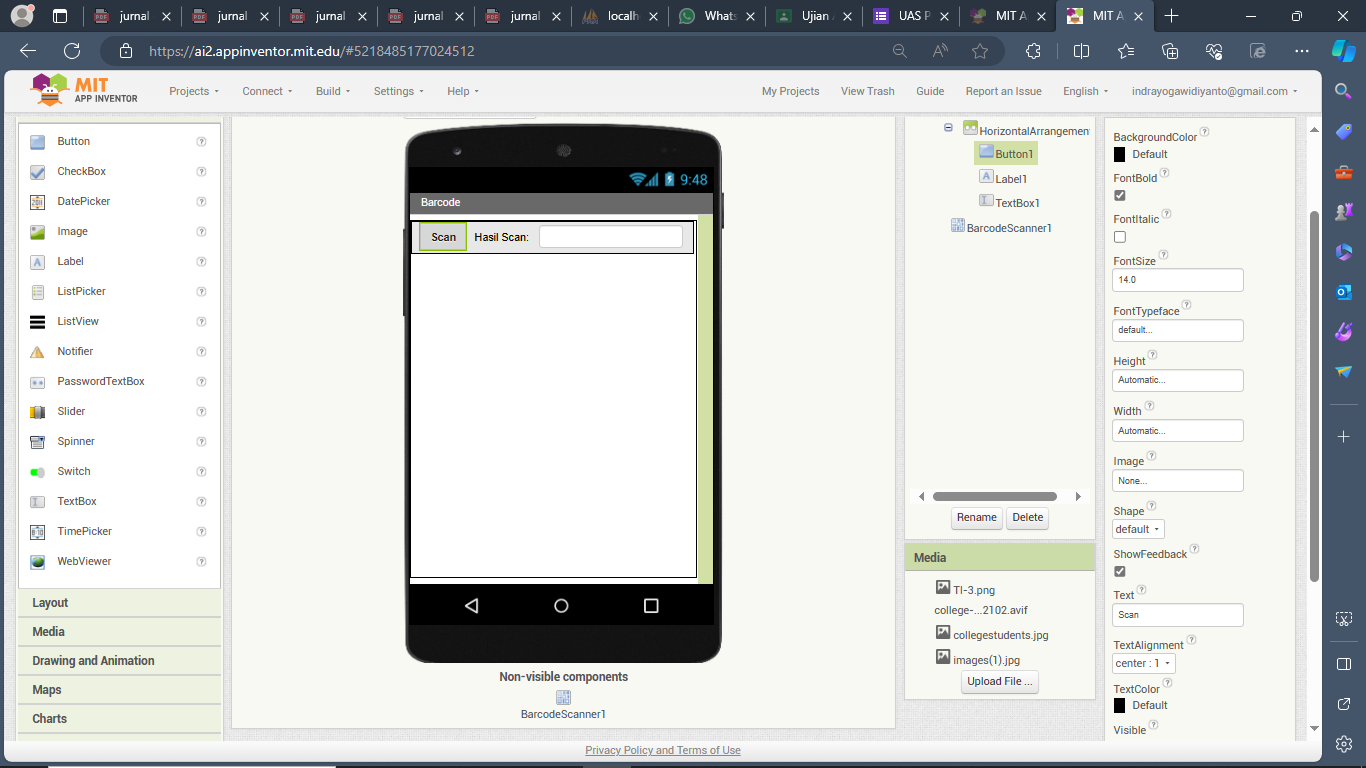 jurnal
jurnal
jurnal
jurnal
jurnal
localh
Whats
Ujian
UAS P
MIT A
MIT A
https://ai2.appinventor.mit.edu/#5218485177024512
MIT
APP INVENTOR
Projects
Connect
Build
Settings
Help
My Projects
View Trash
Guide
Report an Issue
English
indrayogawidiyanto@gmail.com
Button
CheckBox
DatePicker
Image
Label
ListPicker
ListView
Notifier
PasswordTextBox
Slider
Spinner
Switch
TextBox
TimePicker
WebViewer
Layout
Media
Drawing and Animation
Maps
Charts
9:48
Barcode
Scan
Hasil Scan:
Non-visible components
BarcodeScanner1
HorizontalArrangemen
Button1
Label1
TextBox1
BarcodeScanner1
Rename
Delete
Media
TI-3.png
college-...2102.avif
collegestudents.jpg
images(1).jpg
Upload File ...
BackgroundColor
Default
FontBold
FontItalic
FontSize
14.0
FontTypeface
default...
Height
Automatic...
Width
Automatic...
Image
None...
Shape
default
ShowFeedback
Text
Scan
TextAlignment
center : 1
TextColor
Default
Visible
Privacy Policy and Terms of Use